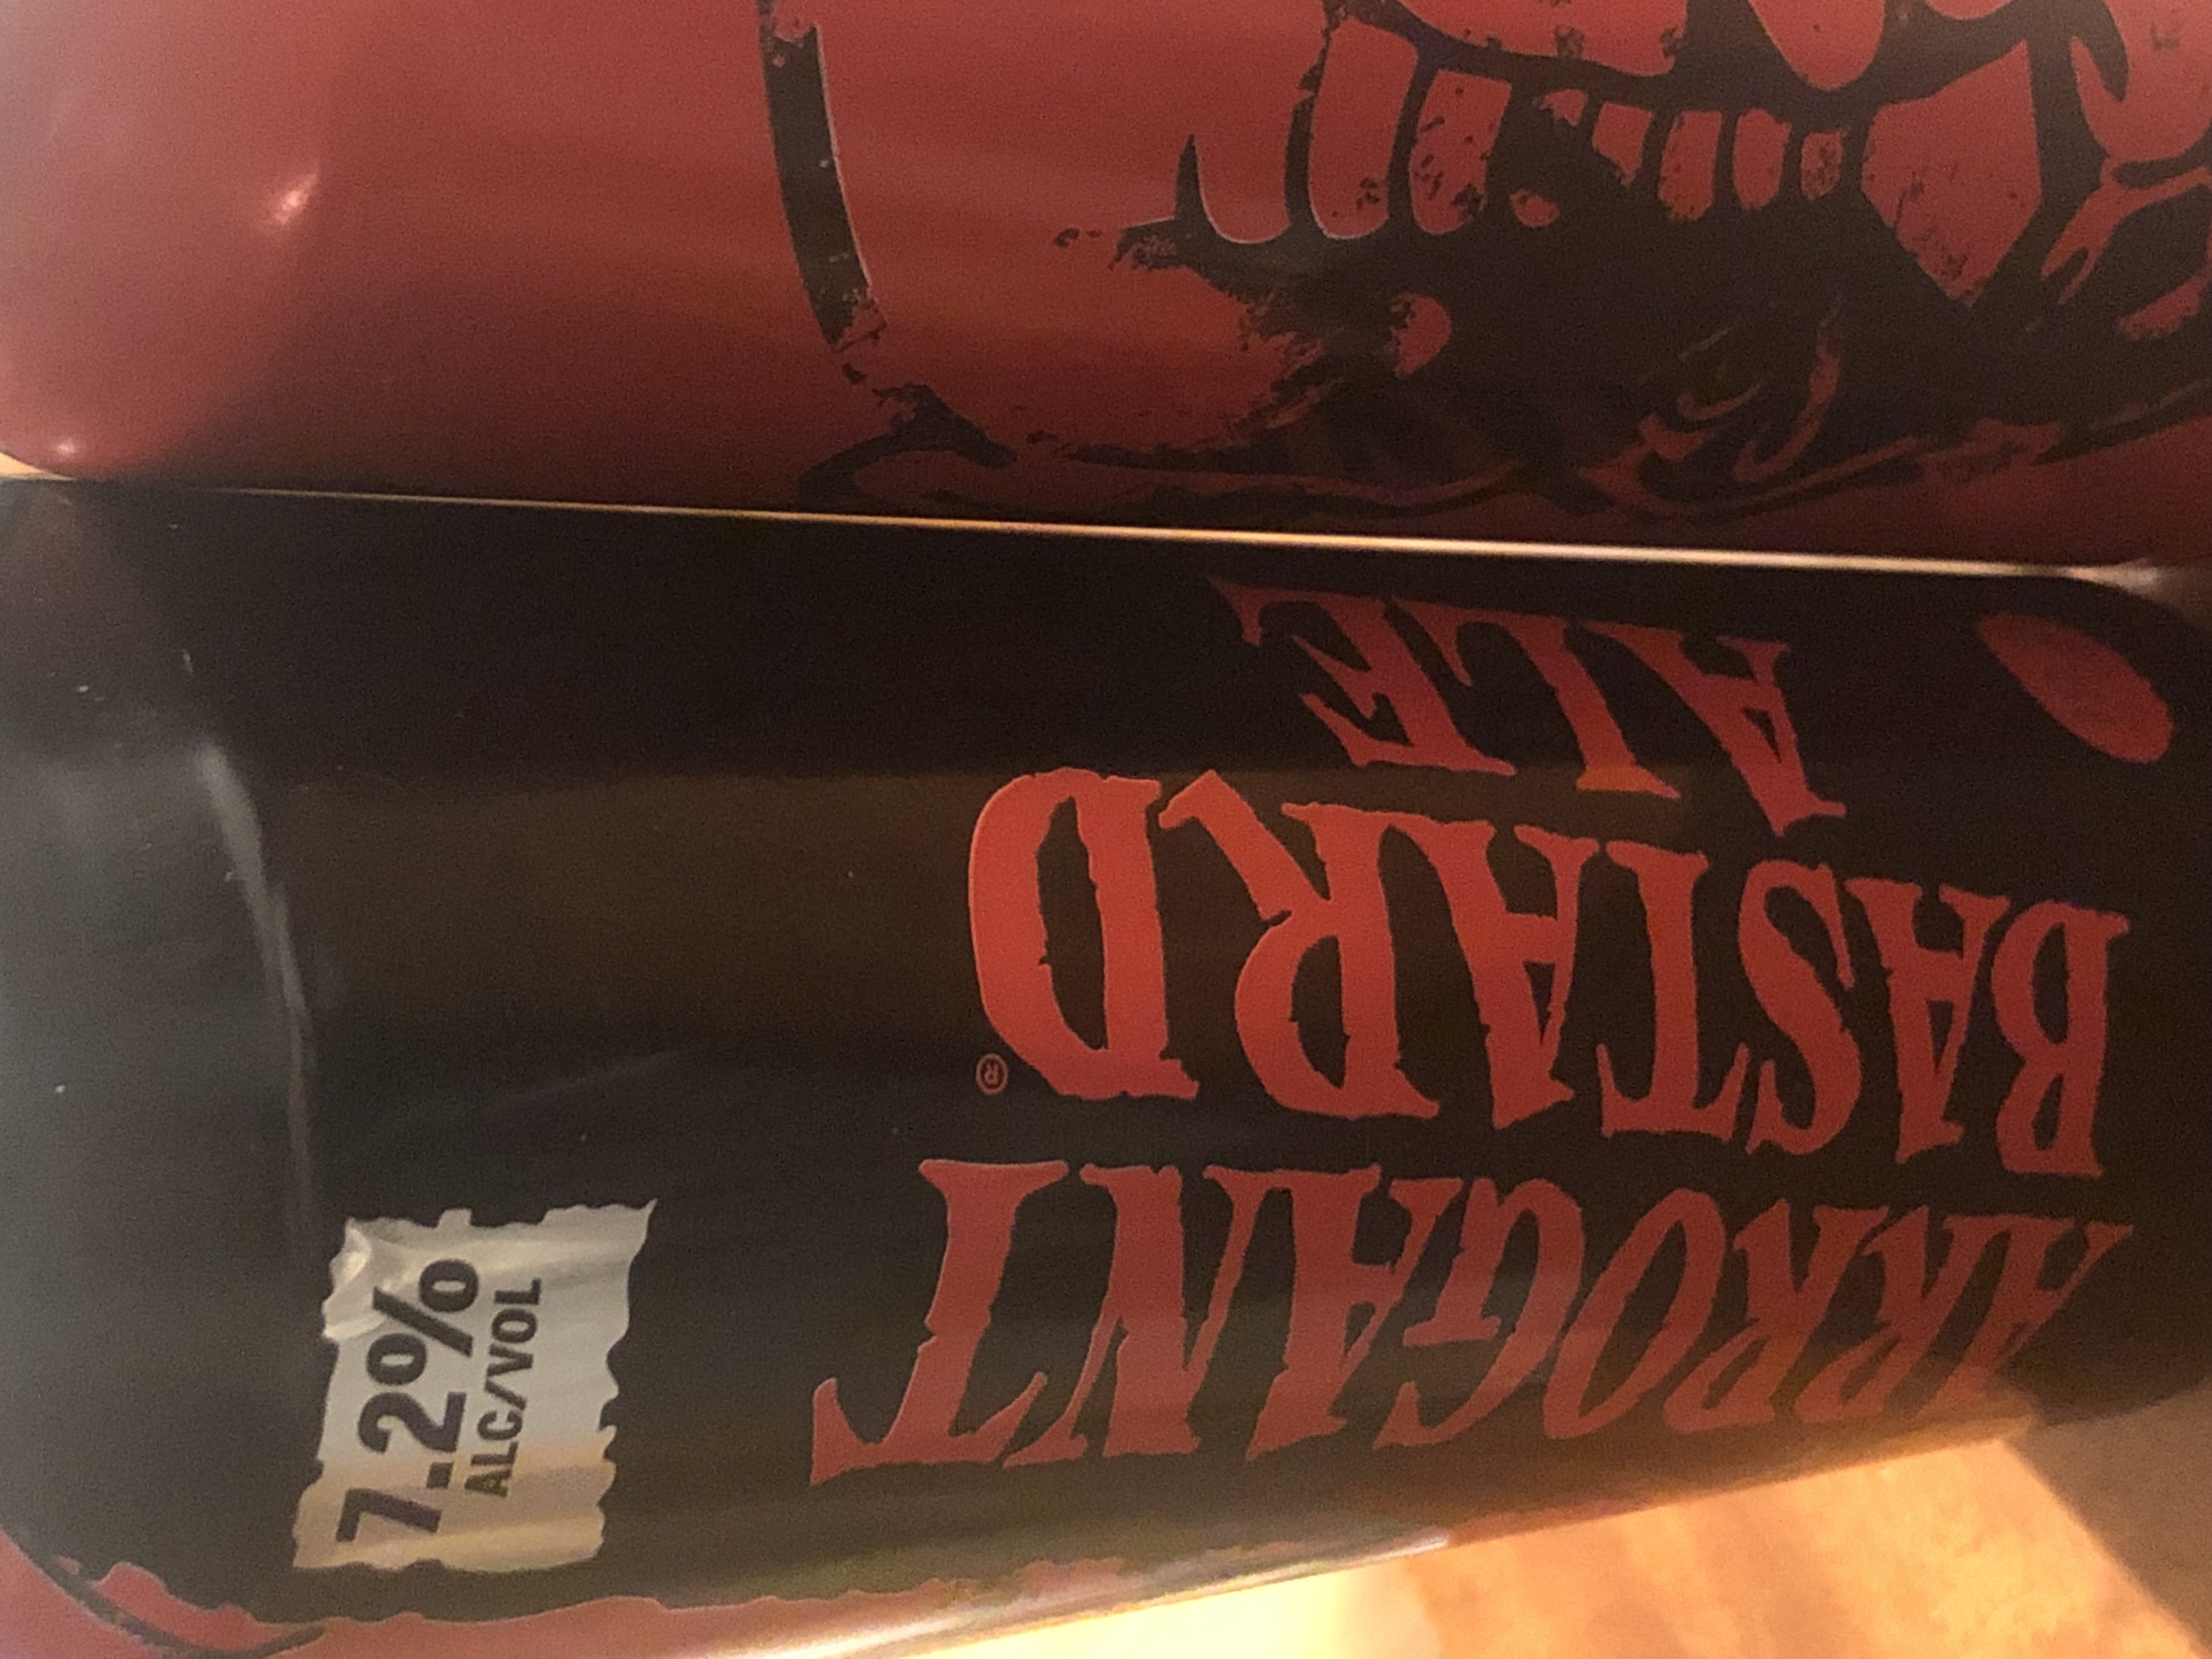 ARROGANT
BASTARD®
ALE
7.2%
ALC/VOL